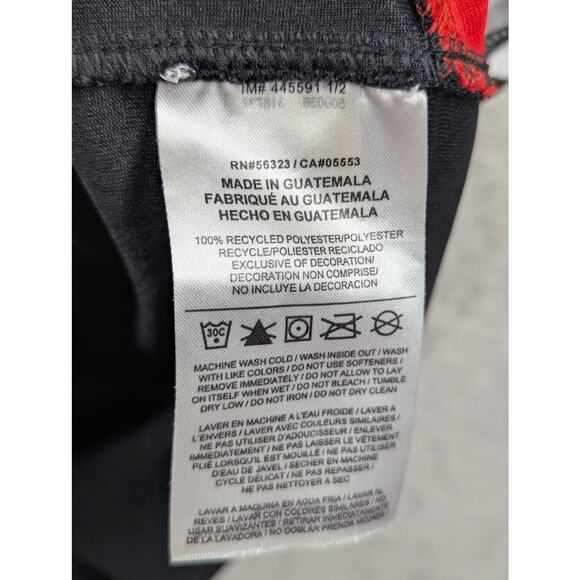 IM# 445591 1/2
RN#56323 / CA#05553
MADE IN GUATEMALA
FABRIQUÉ AU GUATEMALA
HECHO EN GUATEMALA
100% RECYCLED POLYESTER/POLYESTER
RECYCLE/POLIESTER RECICLADO
EXCLUSIVE OF DECORATION/
DECORATION NON COMPRISE/
NO INCLUYE LA DECORACION
30C
MACHINE WASH COLD / WASH INSIDE OUT / WASH
WITH LIKE COLORS / DO NOT USE SOFTENERS /
REMOVE IMMEDIATELY / DO NOT ALLOW TO LAY
ON ITSELF WHEN WET / DO NOT BLEACH / TUMBLE
DRY LOW / DO NOT IRON / DO NOT DRY CLEAN
LAVER EN MACHINE A L'EAU FROIDE / LAVER A
L'ENVERS / LAVER AVEC COULEURS SIMILAIRES /
NE PAS UTILISER D'ADOUCISSEUR / ENLEVER
IMMEDIATEMENT / NE PAS LAISSER LE VÊTEMENT
PLIÉ LORSQU'IL EST MOUILLÉ / NE PAS UTILISER
D'EAU DE JAVEL / SECHER EN MACHINE
CYCLE DELICAT / NE PAS REPASSER /
NE PAS NETTOYER A SEC
LAVAR A MAQUINA EN AGUA FRIA / LAVAR AL
REVES / LAVAR CON COLORES SIMILARES / NO
USAR SUAVIZANTES / RETIRAR INMEDIATAMENTE
DE LA LAVADORA / NO DOBLAR PRENDA MOJADA